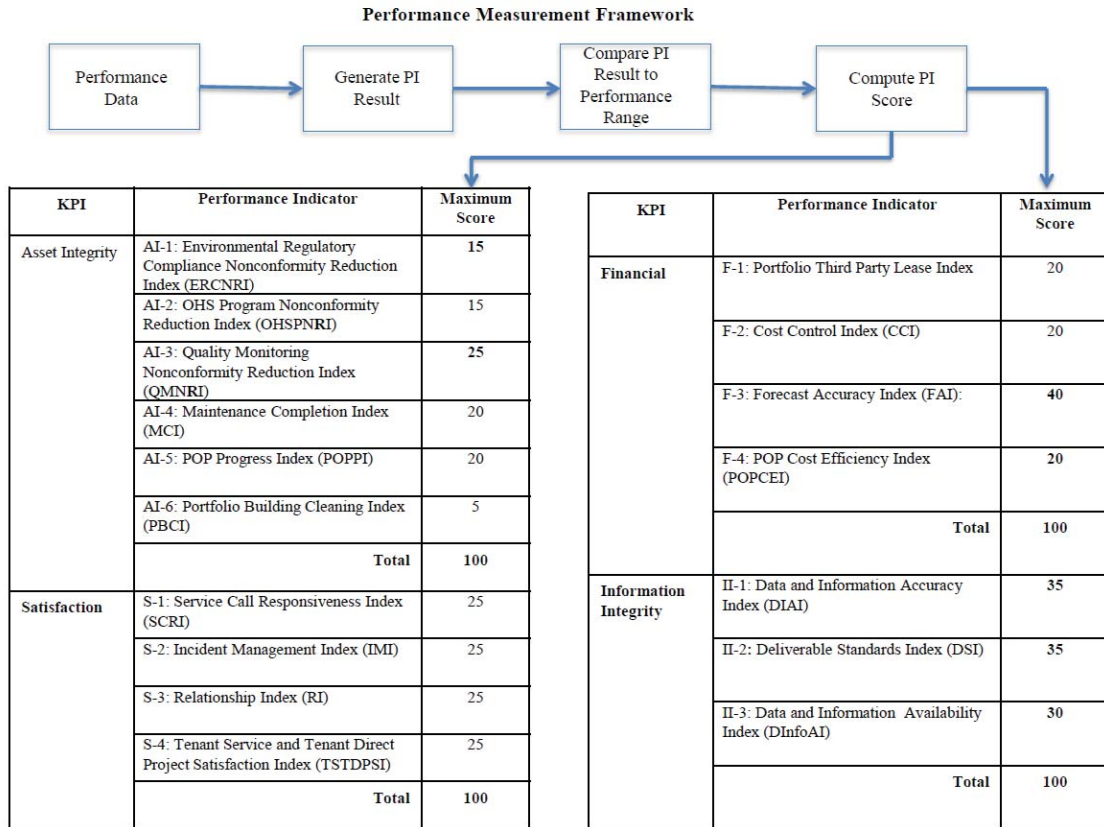 Performance Measurement Framework
Performance
Data
Generate PI
Result
Compare PI
Result to
Performance
Range
Compute PI
Score
KPI
Performance Indicator
Maximum
Score
Asset Integrity
AI-1: Environmental Regulatory
Compliance Nonconformity Reduction
Index (ERCNRI)
15
AI-2: OHS Program Nonconformity
Reduction Index (OHSPNRI)
15
AI-3: Quality Monitoring
Nonconformity Reduction Index
(QMNRI)
25
AI-4: Maintenance Completion Index
(MCI)
20
AI-5: POP Progress Index (POPPI)
20
AI-6: Portfolio Building Cleaning Index
(PBCI)
5
Total
100
Satisfaction
S-1: Service Call Responsiveness Index
(SCRI)
25
S-2: Incident Management Index (IMI)
25
S-3: Relationship Index (RI)
25
S-4: Tenant Service and Tenant Direct
Project Satisfaction Index (TSTDPSI)
25
Total
100
KPI
Performance Indicator
Maximum
Score
Financial
F-1: Portfolio Third Party Lease Index
20
F-2: Cost Control Index (CCI)
20
F-3: Forecast Accuracy Index (FAI):
40
F-4: POP Cost Efficiency Index
(POPCEI)
20
Total
100
Information
Integrity
II-1: Data and Information Accuracy
Index (DIAI)
35
II-2: Deliverable Standards Index (DSI)
35
II-3: Data and Information Availability
Index (DInfoAI)
30
Total
100